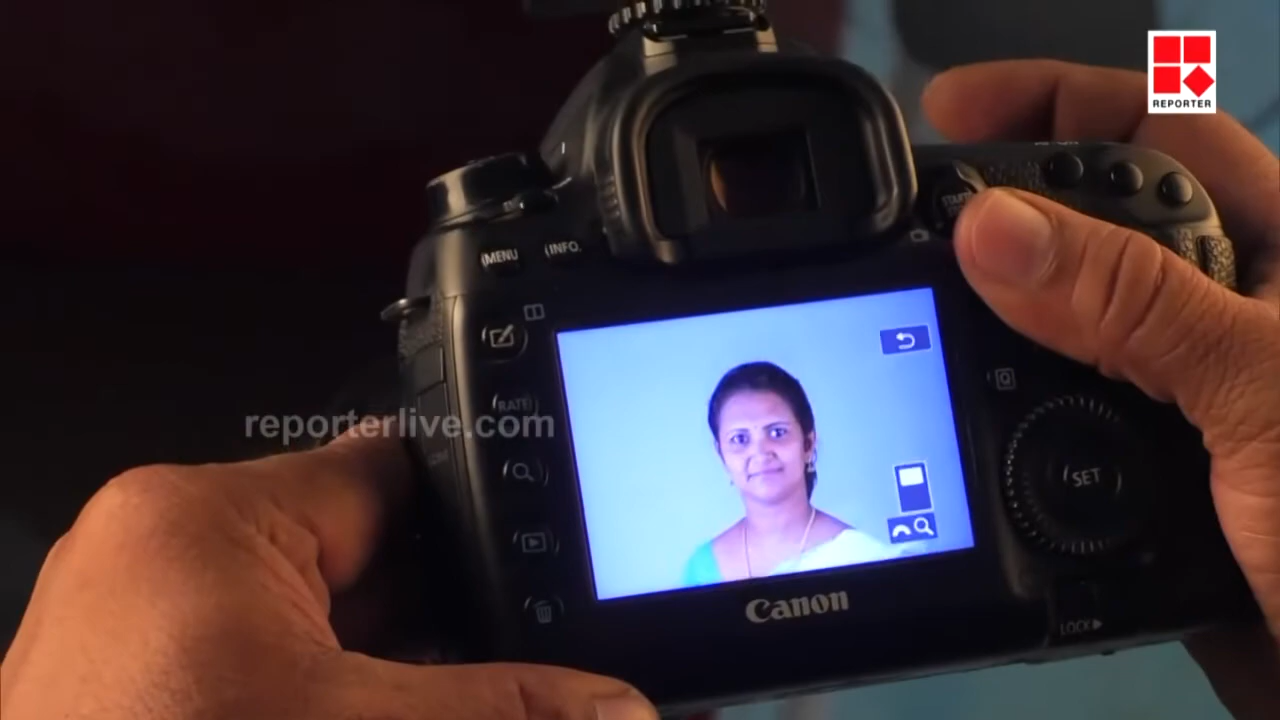 REPORTER
MENU
INFO.
RATE
reporterlive.com
Q
SET
Canon
LOCK